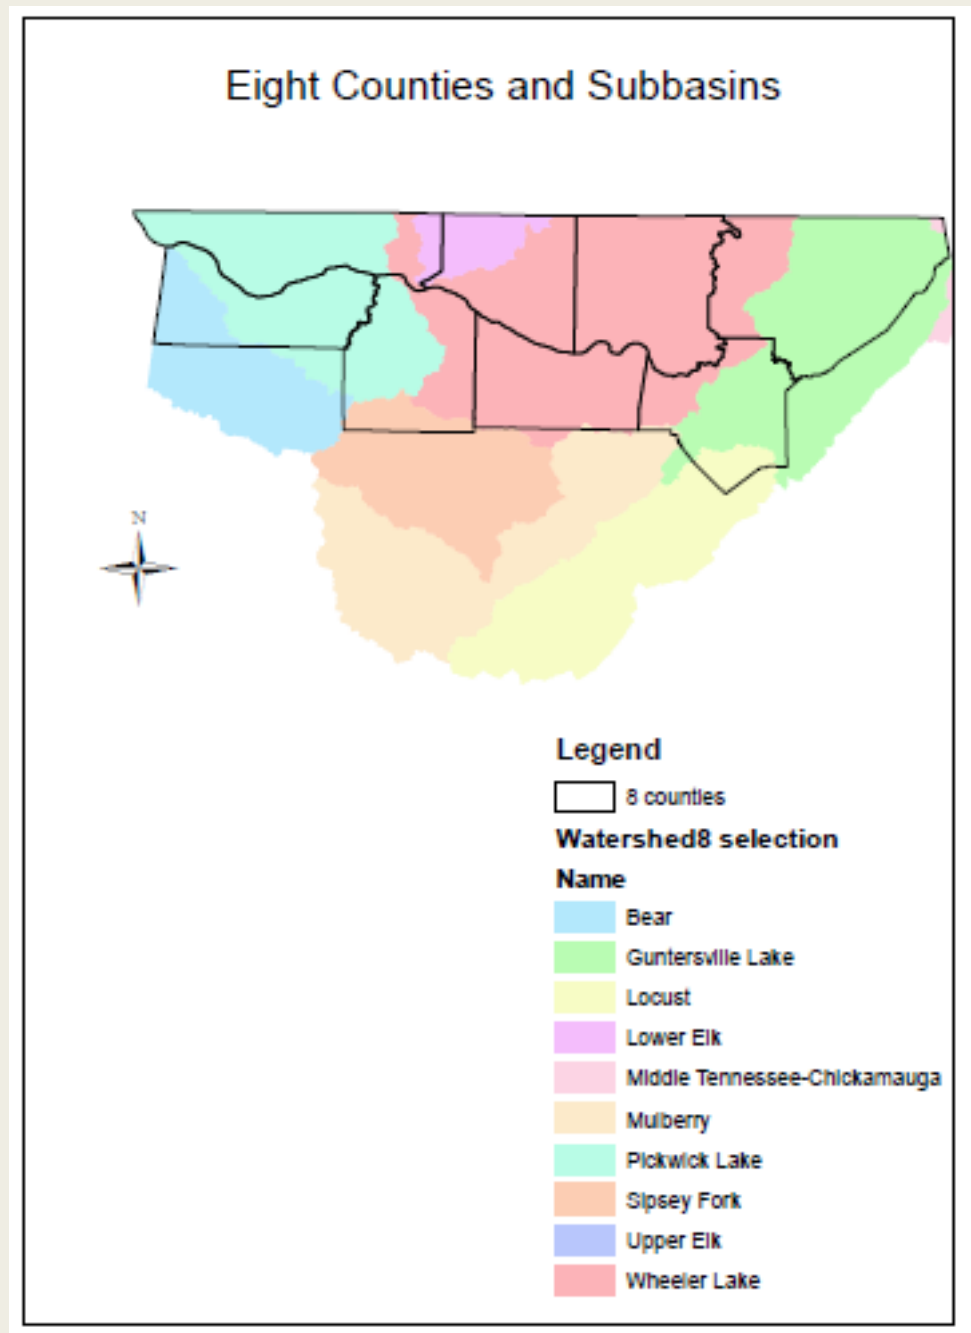 Eight Counties and Subbasins
N
Legend
8 counties
Watershed8 selection
Name
Bear
Guntersville Lake
Locust
Lower Elk
Middle Tennessee-Chickamauga
Mulberry
Pickwick Lake
Sipsey Fork
Upper Elk
Wheeler Lake